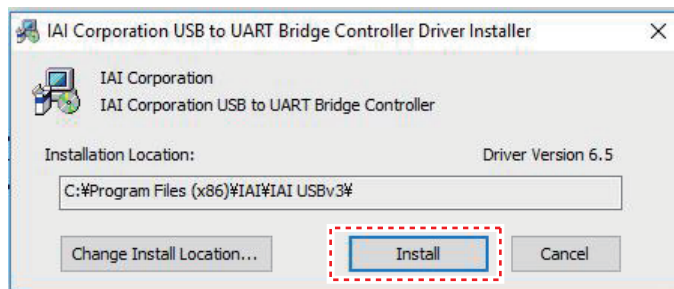 IAI Corporation USB to UART Bridge Controller Driver Installer
IAI Corporation
IAI Corporation USB to UART Bridge Controller
Installation Location:
Driver Version 6.5
C:¥Program Files (x86)¥IAI¥IAI USBv3¥
Change Install Location...
Install
Cancel